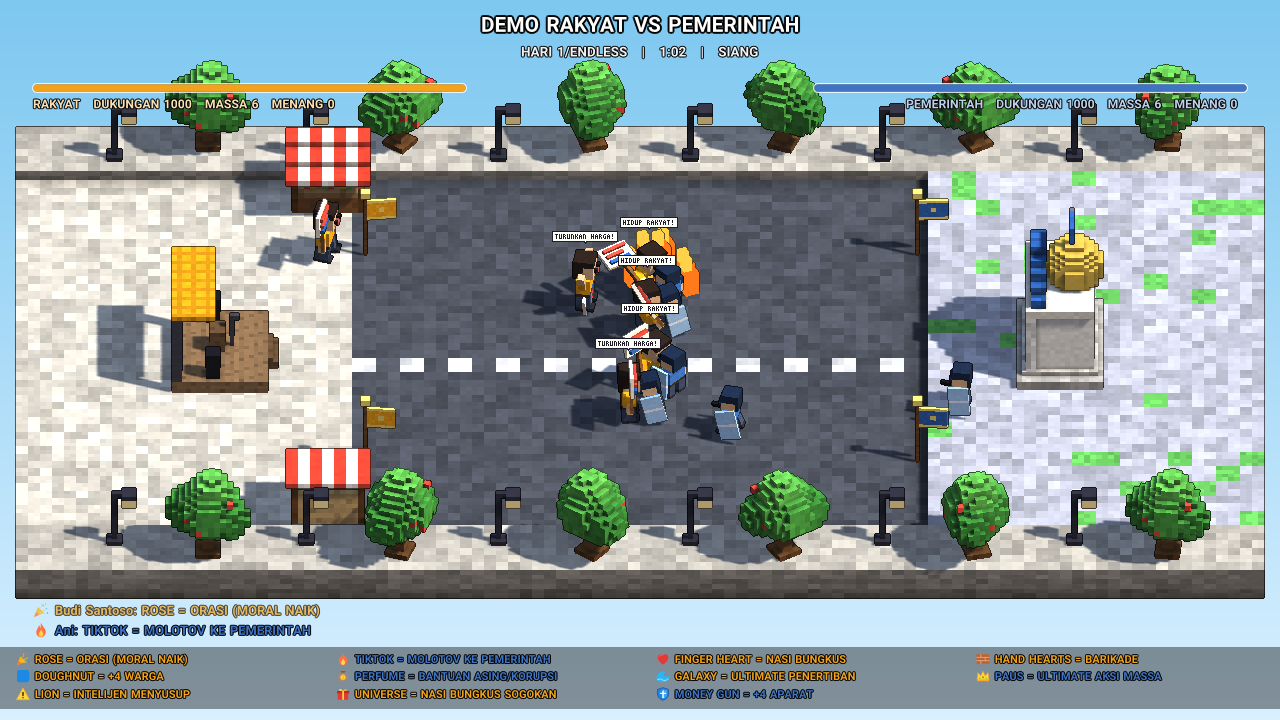 DEMO RAKYAT VS PEMERINTAH
HARI 1/ENDLESS | 1:02 | SIANG
RAKYAT DUKUNGAN 1000 MASSA 6 MENANG 0
PEMERINTAH DUKUNGAN 1000 MASSA 6 MENANG 0
HIDUP RAKYAT!
TURUNKAN HARGA!
HIDUP RAKYAT!
HIDUP RAKYAT!
TURUNKAN HARGA!
Budi Santoso: ROSE = ORASI (MORAL NAIK)
Ani: TIKTOK = MOLOTOV KE PEMERINTAH
ROSE = ORASI (MORAL NAIK)
TIKTOK = MOLOTOV KE PEMERINTAH
FINGER HEART = NASI BUNGKUS
HAND HEARTS = BARIKADE
DOUGHNUT = +4 WARGA
PERFUME = BANTUAN ASING/KORUPSI
GALAXY = ULTIMATE PENERTIBAN
PAUS = ULTIMATE AKSI MASSA
LION = INTELIJEN MENYUSUP
UNIVERSE = NASI BUNGKUS SOGOKAN
MONEY GUN = +4 APARAT